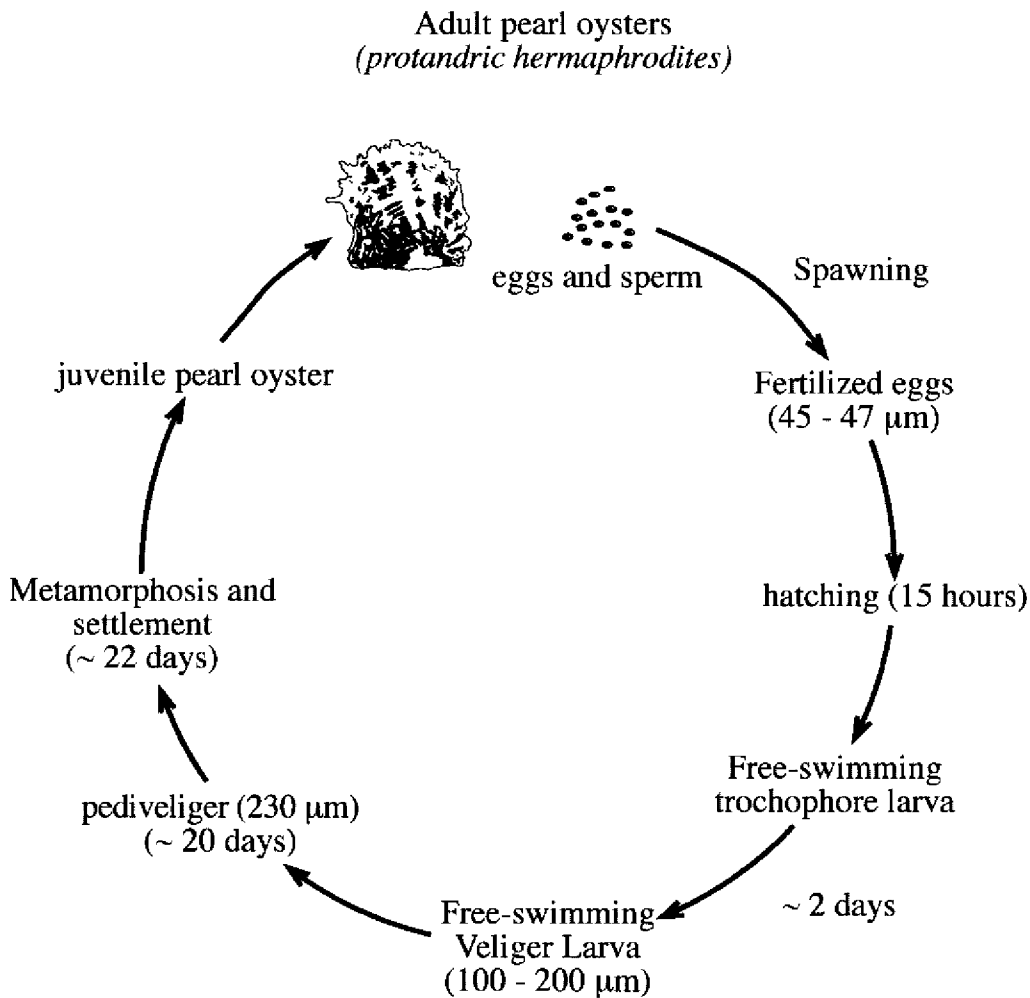 Adult pearl oysters
(protandric hermaphrodites)
eggs and sperm
Spawning
Fertilized eggs
(45 - 47 µm)
hatching (15 hours)
Free-swimming
trochophore larva
~ 2 days
Free-swimming
Veliger Larva
(100 - 200 µm)
pediveliger (230 µm)
(~ 20 days)
Metamorphosis and
settlement
(~ 22 days)
juvenile pearl oyster